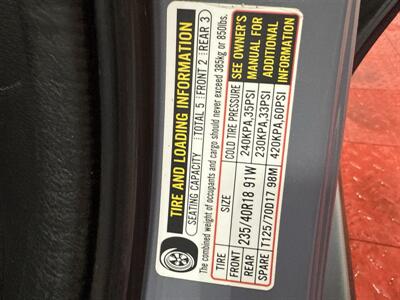 TIRE AND LOADING INFORMATION
SEATING CAPACITY TOTAL 5 FRONT 2 REAR 3
The combined weight of occupants and cargo should never exceed 385kg or 850lbs.
TIRE SIZE COLD TIRE PRESSURE
FRONT 235/40R18 91W 240KPA,35PSI
REAR 230KPA,33PSI
SPARE T125/70D17 98M 420KPA,60PSI
SEE OWNER'S
MANUAL FOR
ADDITIONAL
INFORMATION